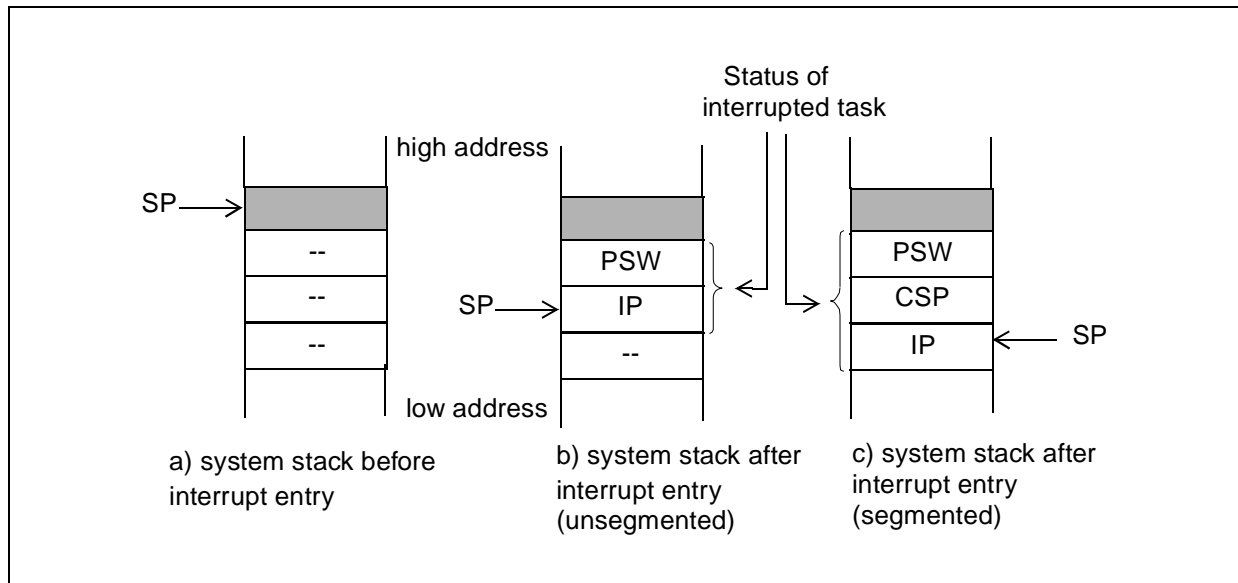 Status of
interrupted task
high address
SP
--
--
--
low address
a) system stack before
interrupt entry
PSW
SP
IP
--
b) system stack after
interrupt entry
(unsegmented)
PSW
CSP
IP
SP
c) system stack after
interrupt entry
(segmented)